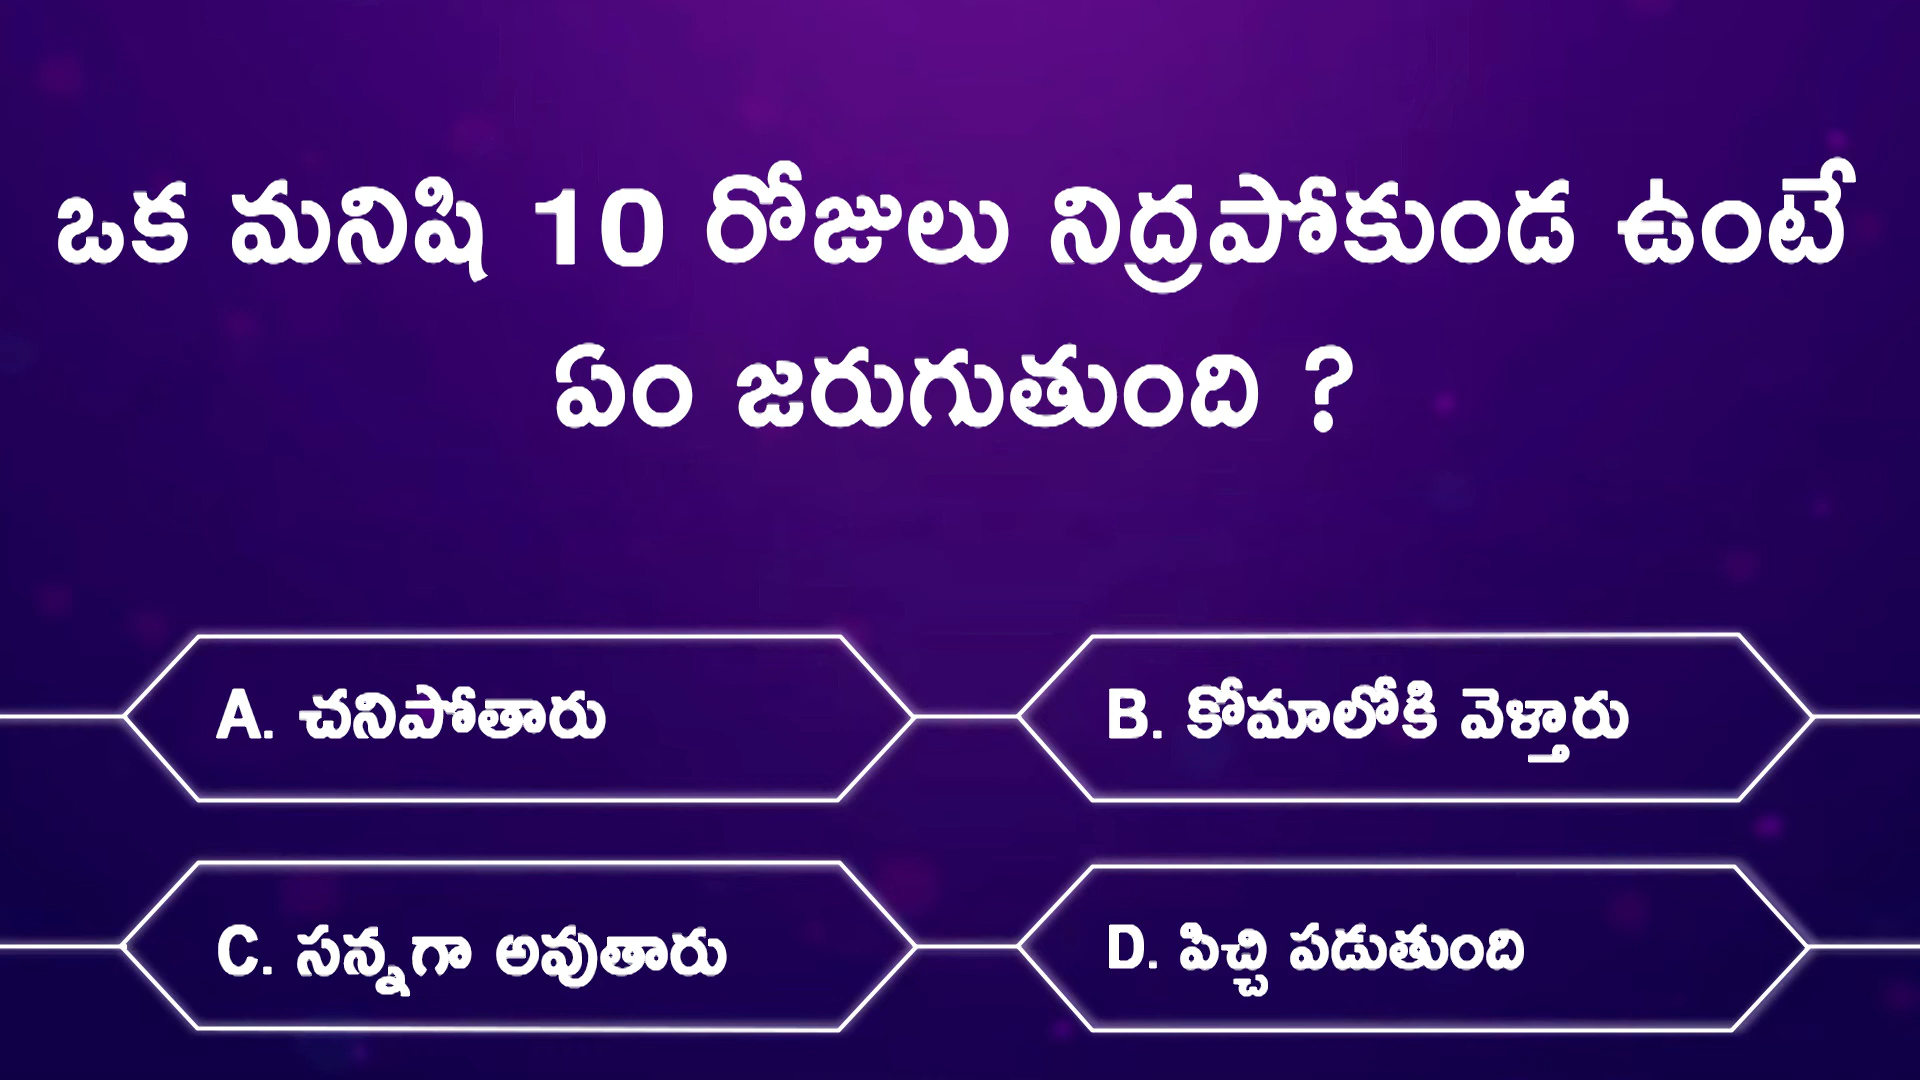 ఒక మనిషి 10 రోజులు నిద్రపోకుండ ఉంటే
ఏం జరుగుతుంది ?
A. చనిపోతారు
B. కోమాలోకి వెళ్తారు
C. సన్నగా అవుతారు
D. పిచ్చి పడుతుంది